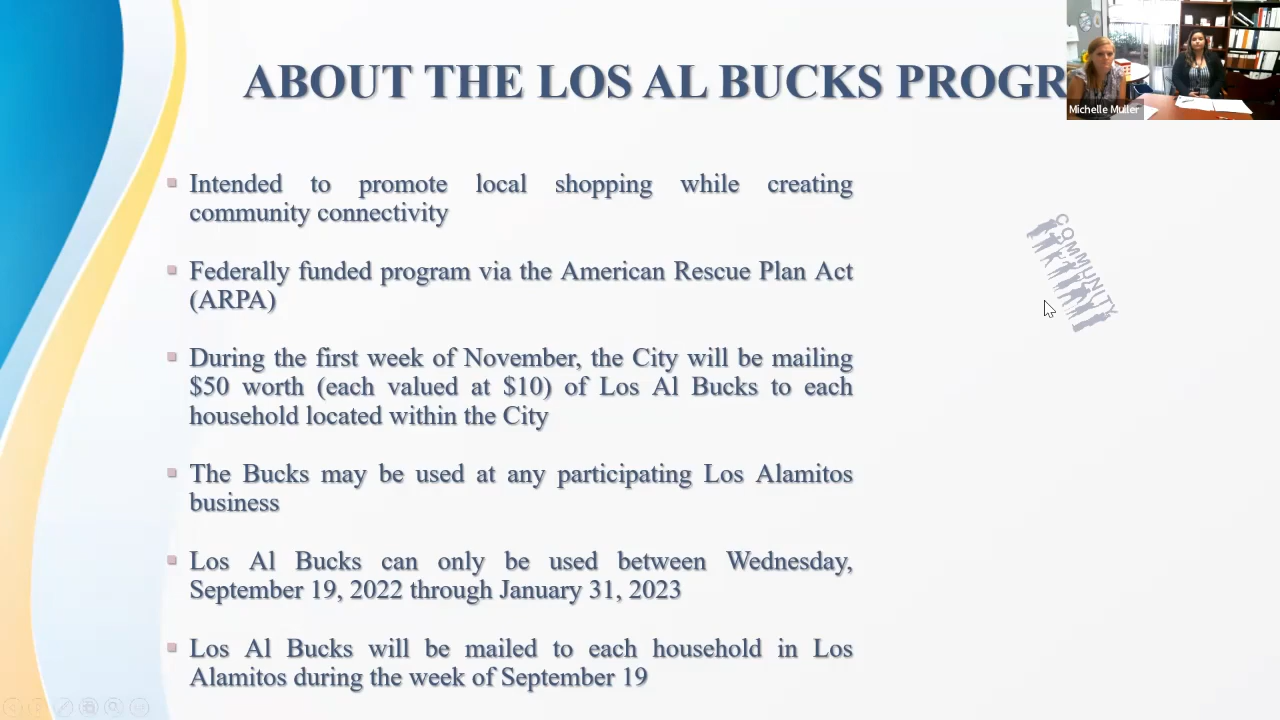 ABOUT THE LOS AL BUCKS PROGR
Michelle Muller
Intended to promote local shopping while creating
community connectivity
COMMUNITY
Federally funded program via the American Rescue Plan Act
(ARPA)
During the first week of November, the City will be mailing
$50 worth (each valued at $10) of Los Al Bucks to each
household located within the City
The Bucks may be used at any participating Los Alamitos
business
Los Al Bucks can only be used between Wednesday,
September 19, 2022 through January 31, 2023
Los Al Bucks will be mailed to each household in Los
Alamitos during the week of September 19